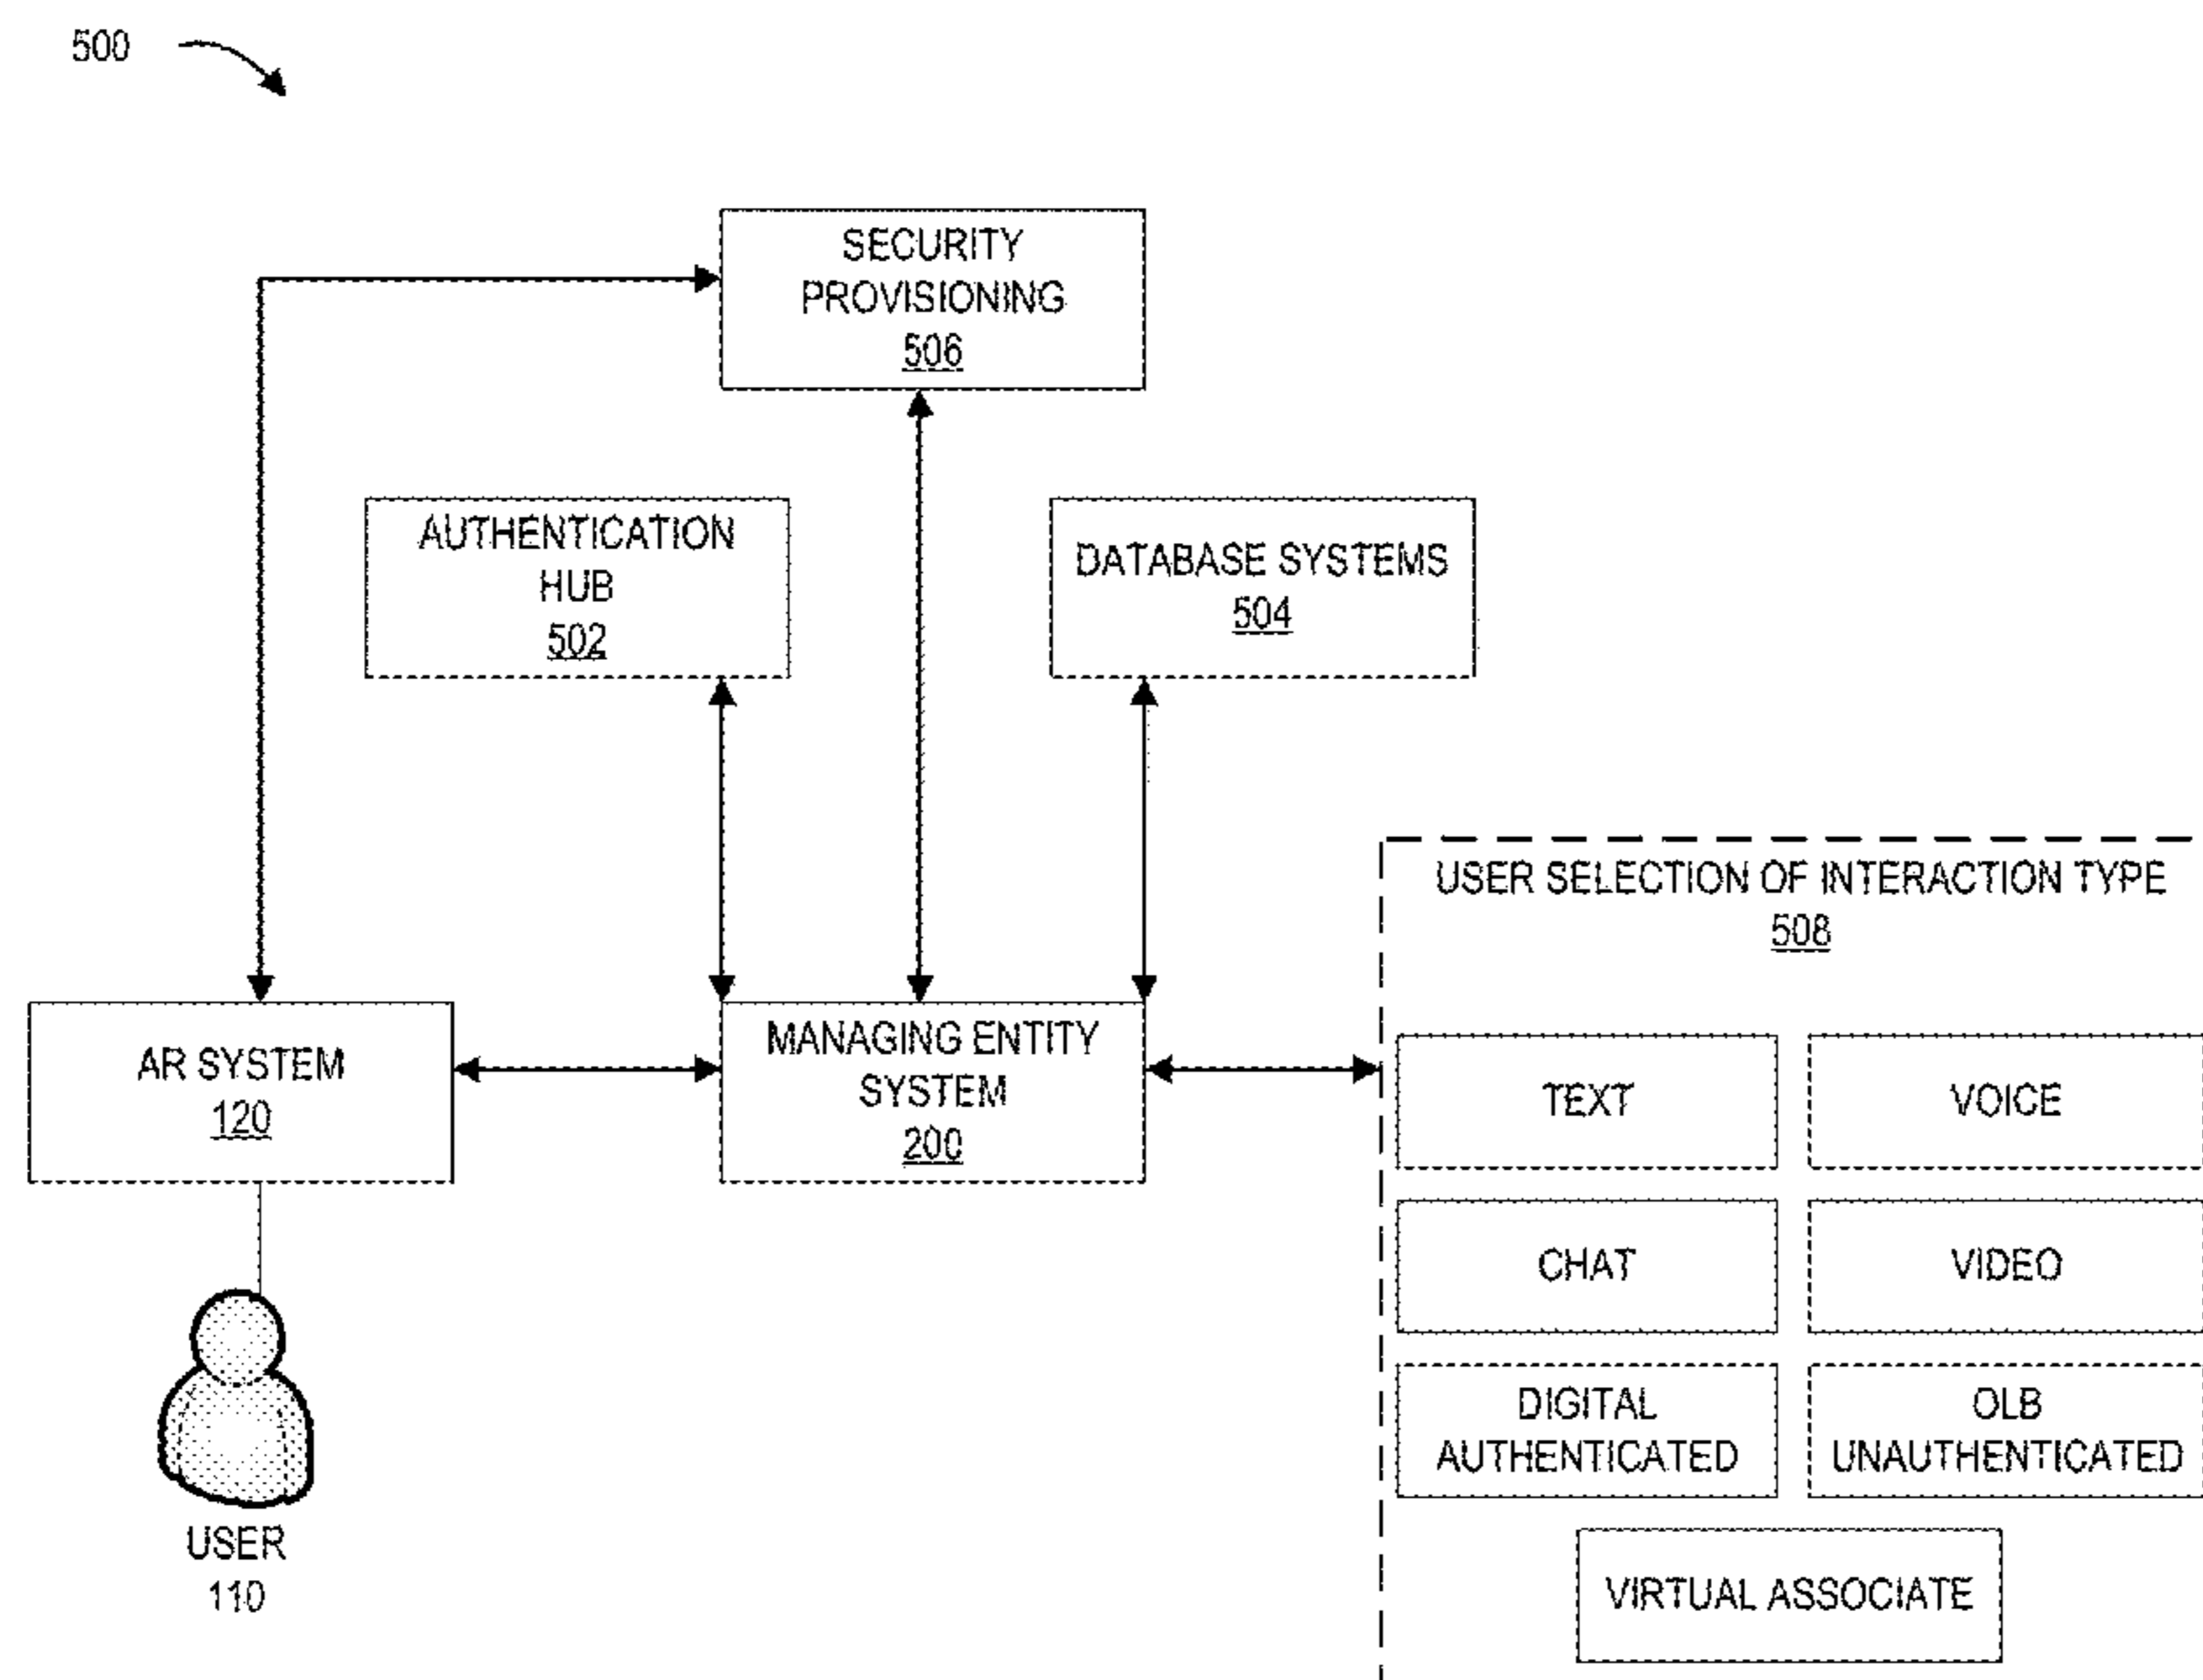 500
SECURITY
PROVISIONING
506
AUTHENTICATION
HUB
502
DATABASE SYSTEMS
504
USER SELECTION OF INTERACTION TYPE
508
AR SYSTEM
120
MANAGING ENTITY
SYSTEM
200
TEXT
VOICE
CHAT
VIDEO
DIGITAL
AUTHENTICATED
OLB
UNAUTHENTICATED
VIRTUAL ASSOCIATE
USER
110